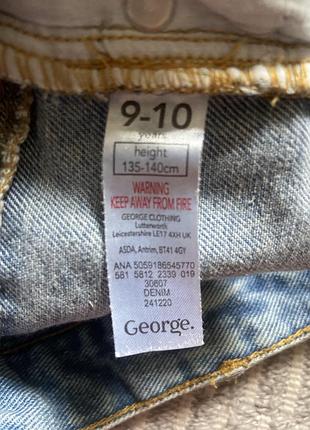 9-10
years
height
135-140cm
WARNING
KEEP AWAY FROM FIRE
GEORGE CLOTHING
Lutterworth
Leicestershire LE17 4XH UK
ASDA, Antrim, BT41 4GY
ANA 5059186545770
581 5812 2339 019
30607
DENIM
241220
George.